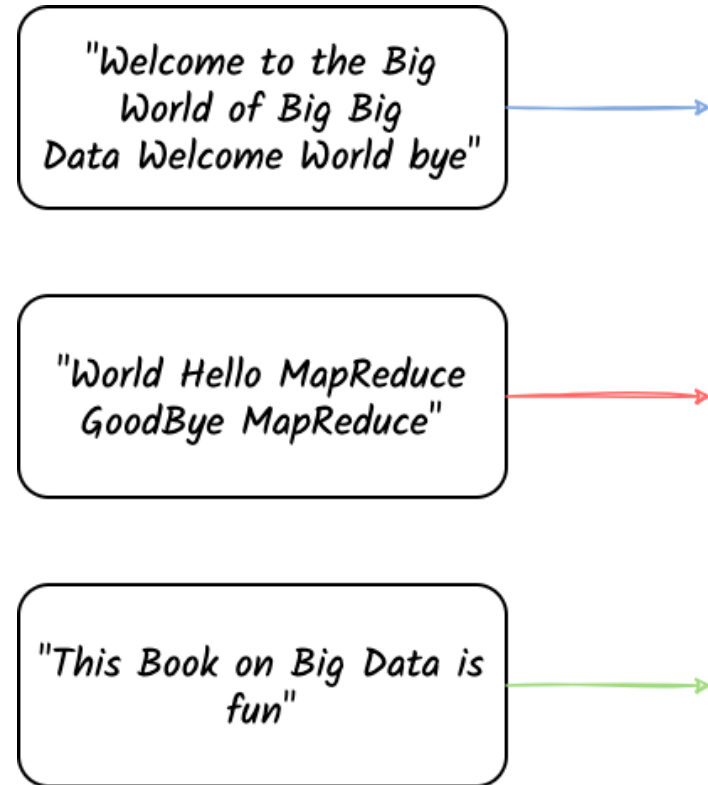 "Welcome to the Big
World of Big Big
Data Welcome World bye"
"World Hello MapReduce
GoodBye MapReduce"
"This Book on Big Data is
fun"